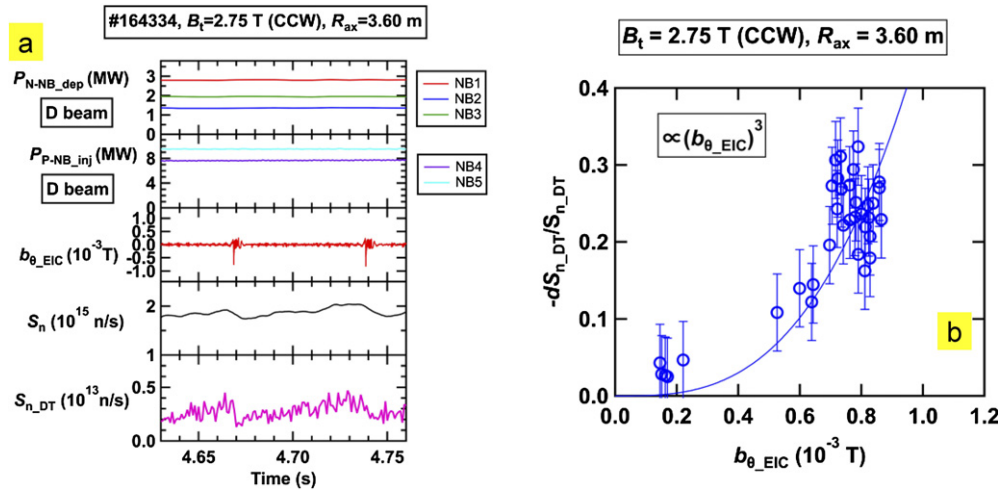 #164334, Bt=2.75 T (CCW), Rax=3.60 m
a
PN-NB_dep (MW)
D beam
3
2
1
0
NB1
NB2
NB3
PP-NB_inj (MW)
D beam
9
6
3
0
NB4
NB5
bθ_EIC (10-3T)
1.0
0.5
0.0
-0.5
-1.0
Sn (1015 n/s)
2
1
Sn_DT (1013n/s)
0.5
0.0
4.65 4.70 4.75
Time (s)
Bt = 2.75 T (CCW), Rax = 3.60 m
∝(bθ_EIC)3
-dSn_DT/Sn_DT
0.4
0.3
0.2
0.1
0.0
b
0.0 0.2 0.4 0.6 0.8 1.0 1.2
bθ_EIC (10-3 T)